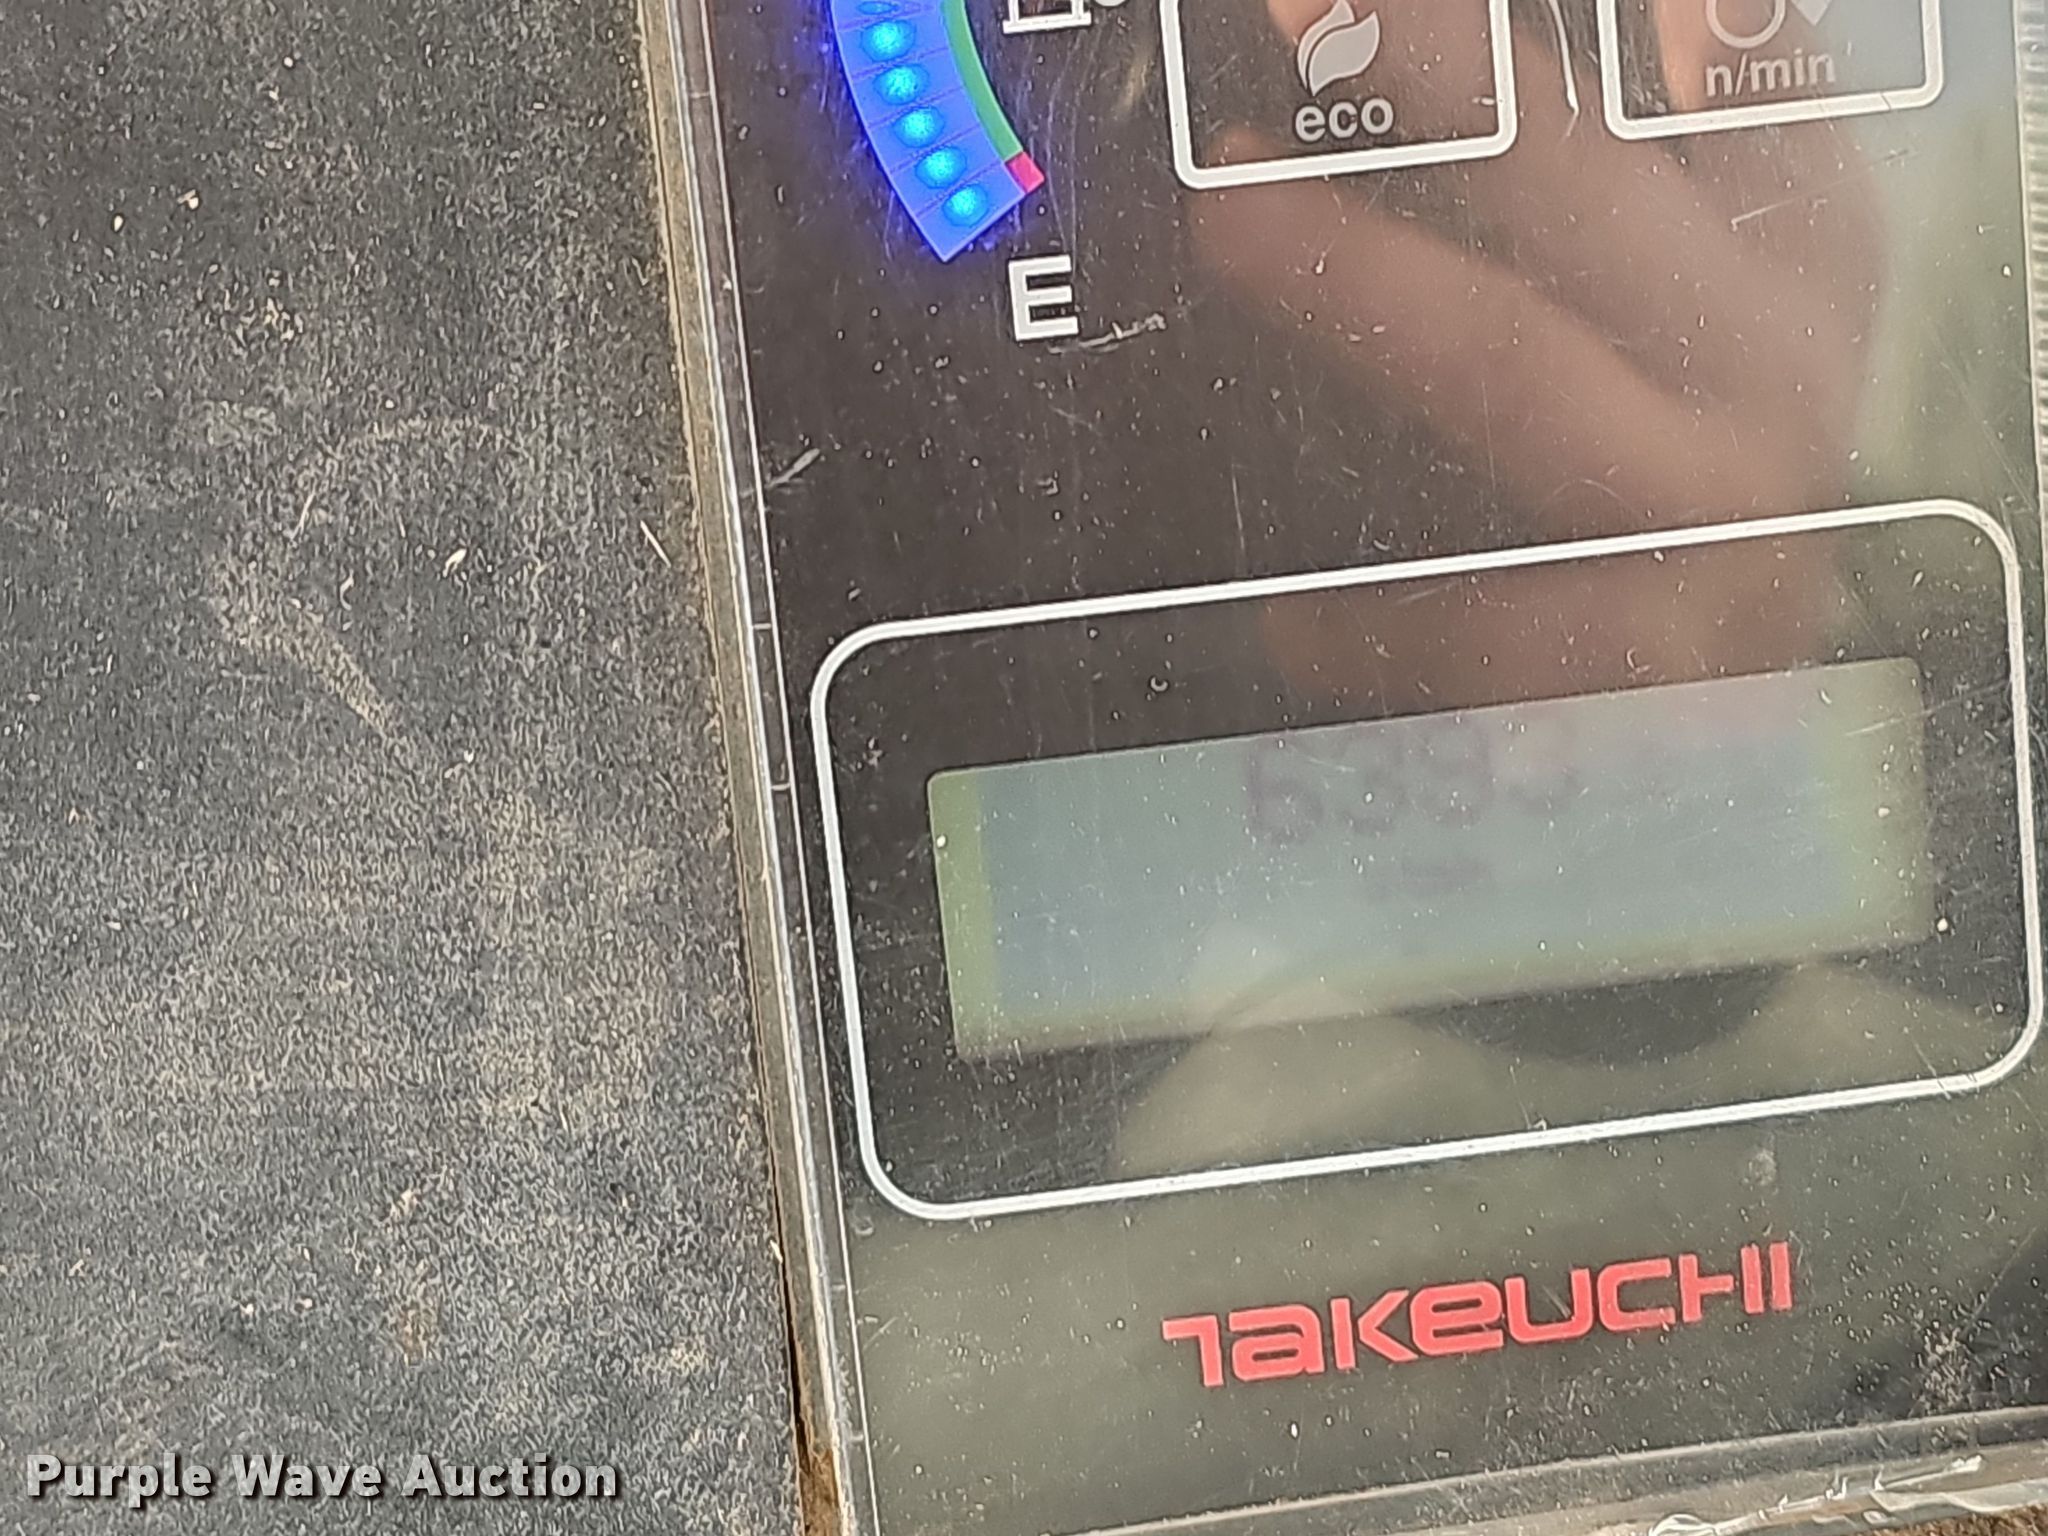 eco
n/min
E
TAKEUCHI
Purple Wave Auction